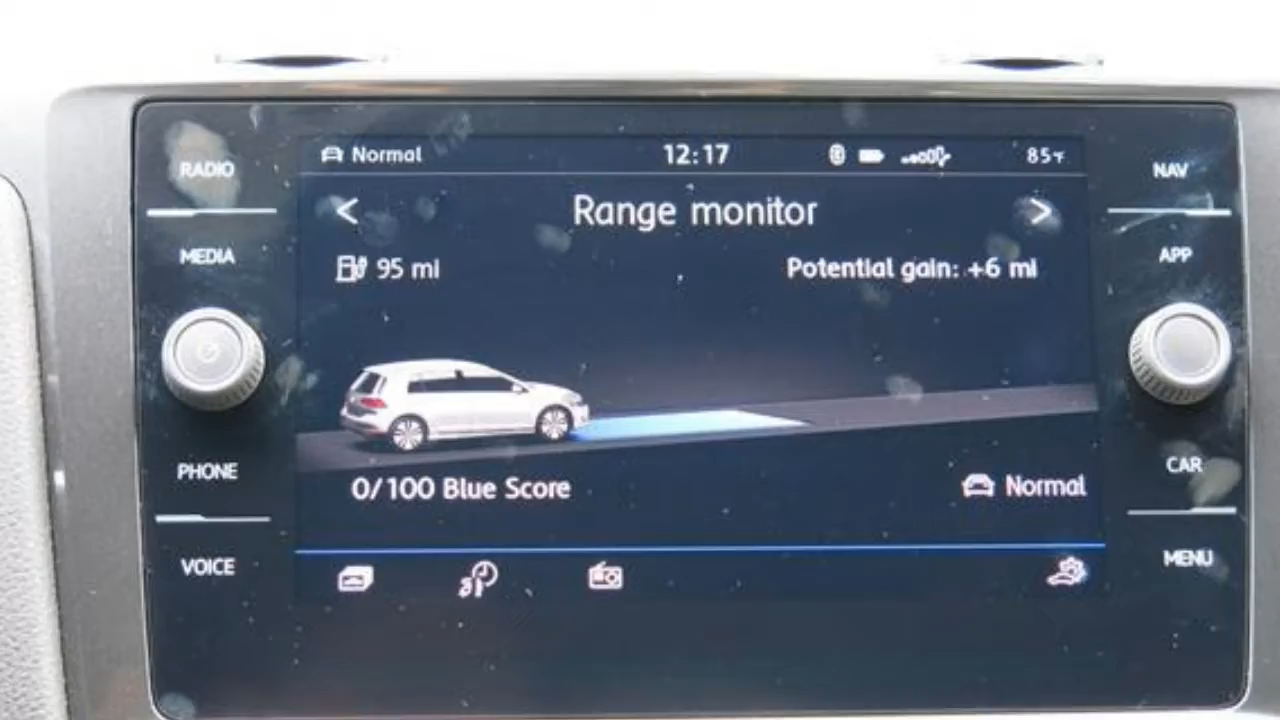 RADIO
MEDIA
PHONE
VOICE
Normal 12:17 85°F
Range monitor
95 mi Potential gain: +6 mi
0/100 Blue Score Normal
NAV
APP
CAR
MENU